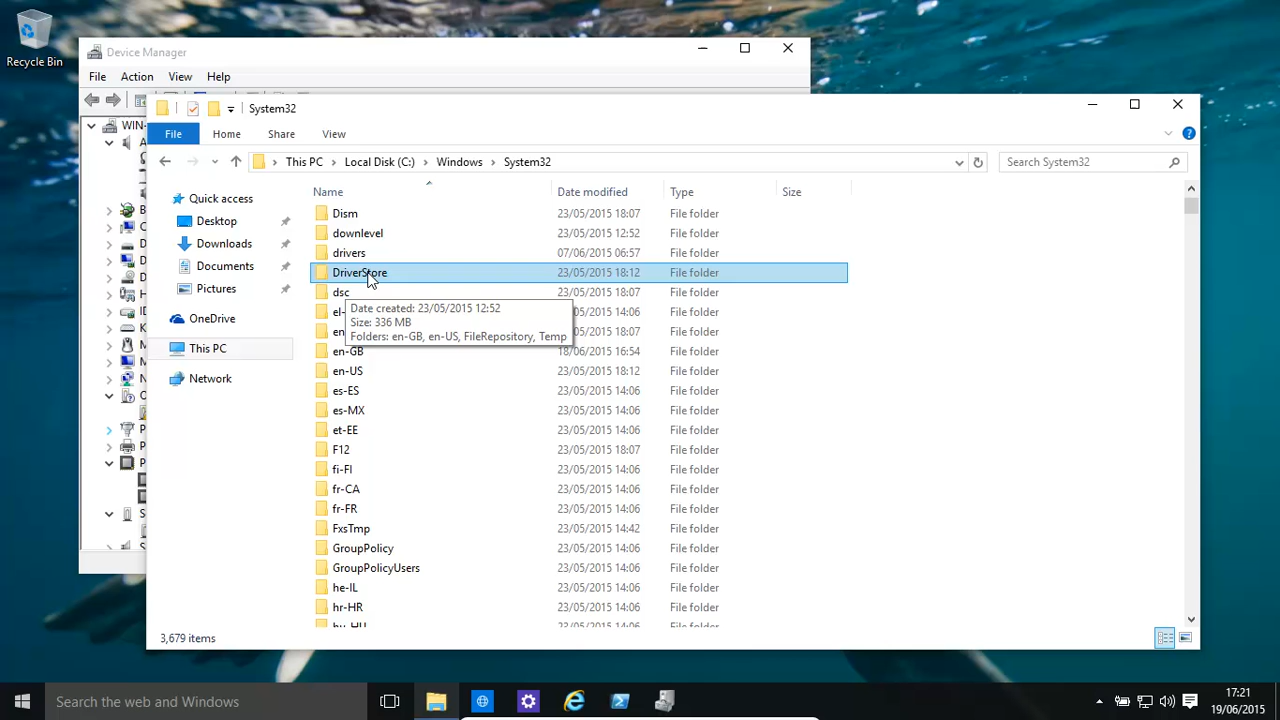 Recycle Bin
Device Manager
File Action View Help
WIN-
System32
File Home Share View
This PC Local Disk (C:) Windows System32
Search System32
Name Date modified Type Size
Quick access
Desktop
Downloads
Documents
Pictures
OneDrive
This PC
Network
Dism 23/05/2015 18:07 File folder
downlevel 23/05/2015 12:52 File folder
drivers 07/06/2015 06:57 File folder
DriverStore 23/05/2015 18:12 File folder
dsc 23/05/2015 18:07 File folder
el- 23/05/2015 14:06 File folder
en 23/05/2015 18:07 File folder
en-GB 18/06/2015 16:54 File folder
en-US 23/05/2015 18:12 File folder
es-ES 23/05/2015 14:06 File folder
es-MX 23/05/2015 14:06 File folder
et-EE 23/05/2015 14:06 File folder
F12 23/05/2015 18:07 File folder
fi-FI 23/05/2015 14:06 File folder
fr-CA 23/05/2015 14:06 File folder
fr-FR 23/05/2015 14:06 File folder
FxsTmp 23/05/2015 14:42 File folder
GroupPolicy 23/05/2015 14:06 File folder
GroupPolicyUsers 23/05/2015 14:06 File folder
he-IL 23/05/2015 14:06 File folder
hr-HR 23/05/2015 14:06 File folder
hu-HU 23/05/2015 14:06 File folder
Date created: 23/05/2015 12:52
Size: 336 MB
Folders: en-GB, en-US, FileRepository, Temp
3,679 items
Search the web and Windows
17:21
19/06/2015